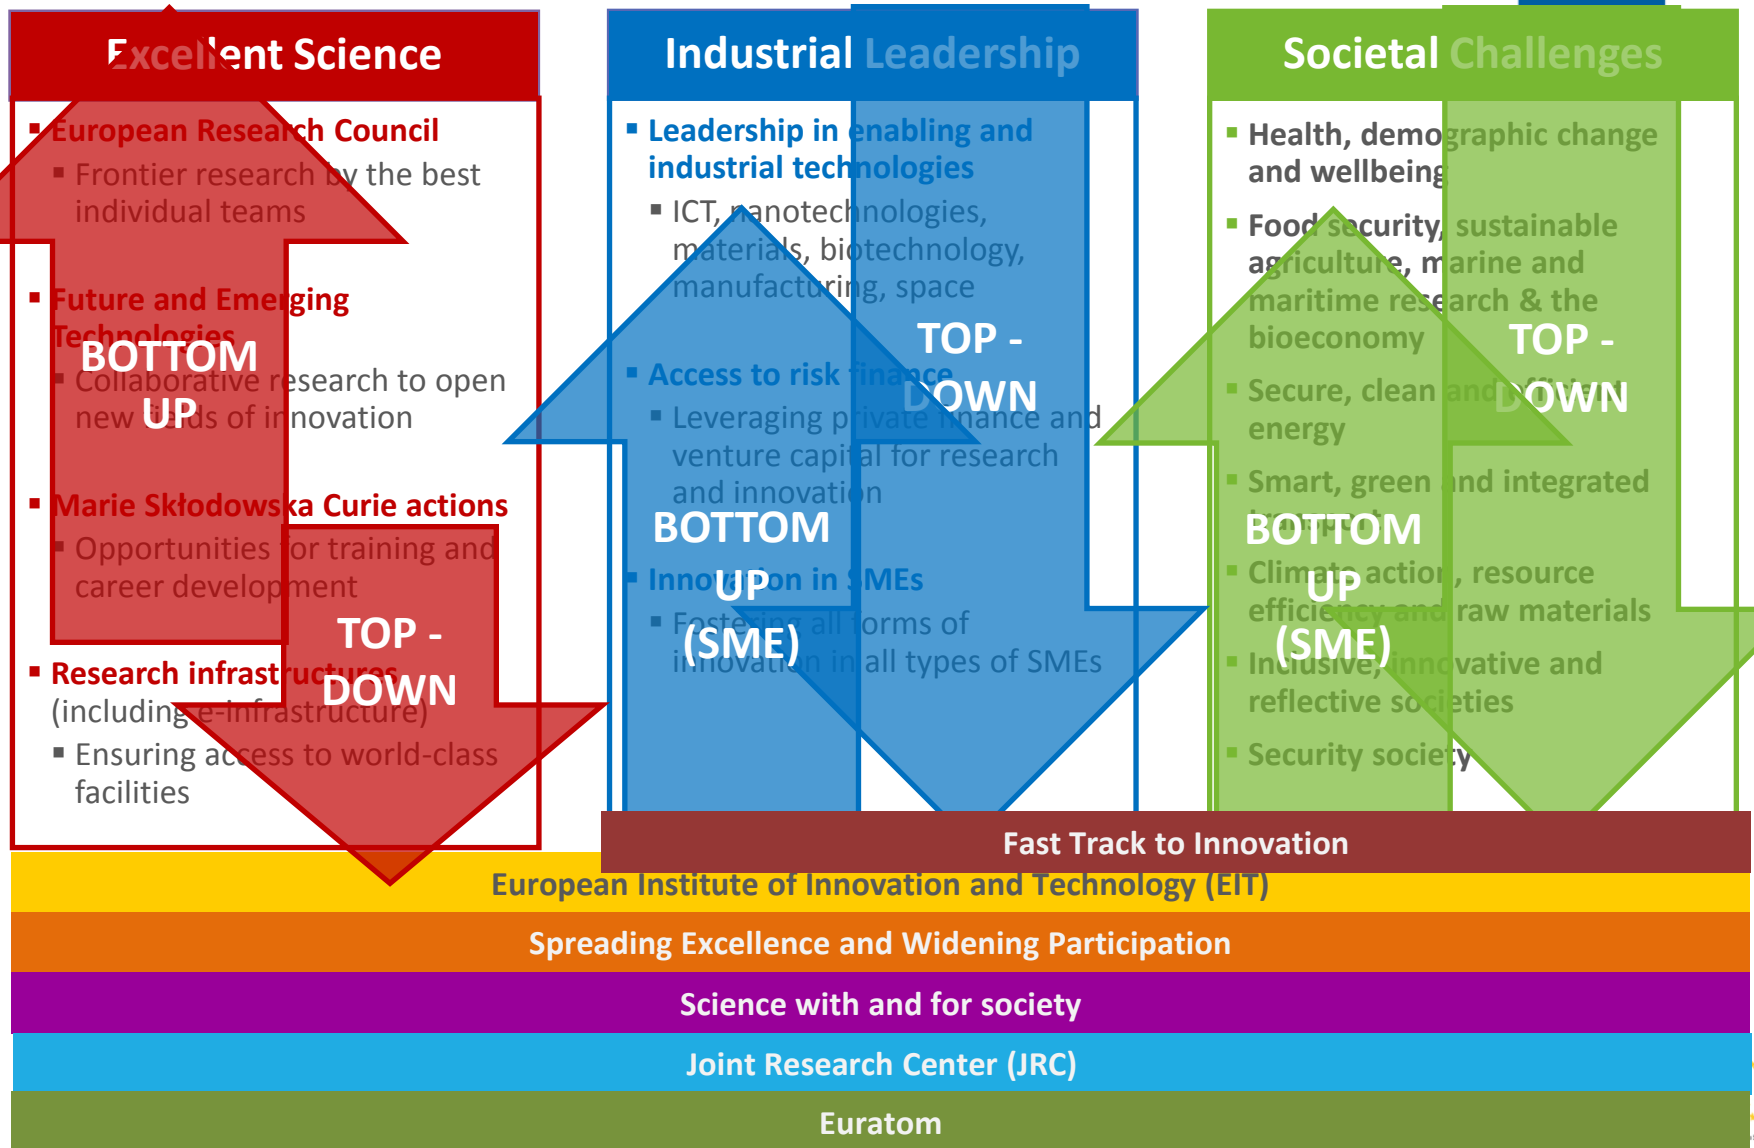 Excellent Science
▪ European Research Council
▪ Frontier research by the best
individual teams
▪ Future and Emerging
Technologies
▪ Collaborative research to open
new fields of innovation
▪ Marie Skłodowska Curie actions
▪ Opportunities for training and
career development
▪ Research infrastructures
(including e-infrastructure)
▪ Ensuring access to world-class
facilities
BOTTOM
UP
TOP -
DOWN
Industrial Leadership
▪ Leadership in enabling and
industrial technologies
▪ ICT, nanotechnologies,
materials, biotechnology,
manufacturing, space
▪ Access to risk finance
▪ Leveraging private finance and
venture capital for research
and innovation
▪ Innovation in SMEs
▪ Fostering all forms of
innovation in all types of SMEs
BOTTOM
UP
(SME)
TOP -
DOWN
Societal Challenges
▪ Health, demographic change
and wellbeing
▪ Food security, sustainable
agriculture, marine and
maritime research & the
bioeconomy
▪ Secure, clean and efficient
energy
▪ Smart, green and integrated
transport
▪ Climate action, resource
efficiency and raw materials
▪ Inclusive, innovative and
reflective societies
▪ Security society
BOTTOM
UP
(SME)
TOP -
DOWN
Fast Track to Innovation
European Institute of Innovation and Technology (EIT)
Spreading Excellence and Widening Participation
Science with and for society
Joint Research Center (JRC)
Euratom